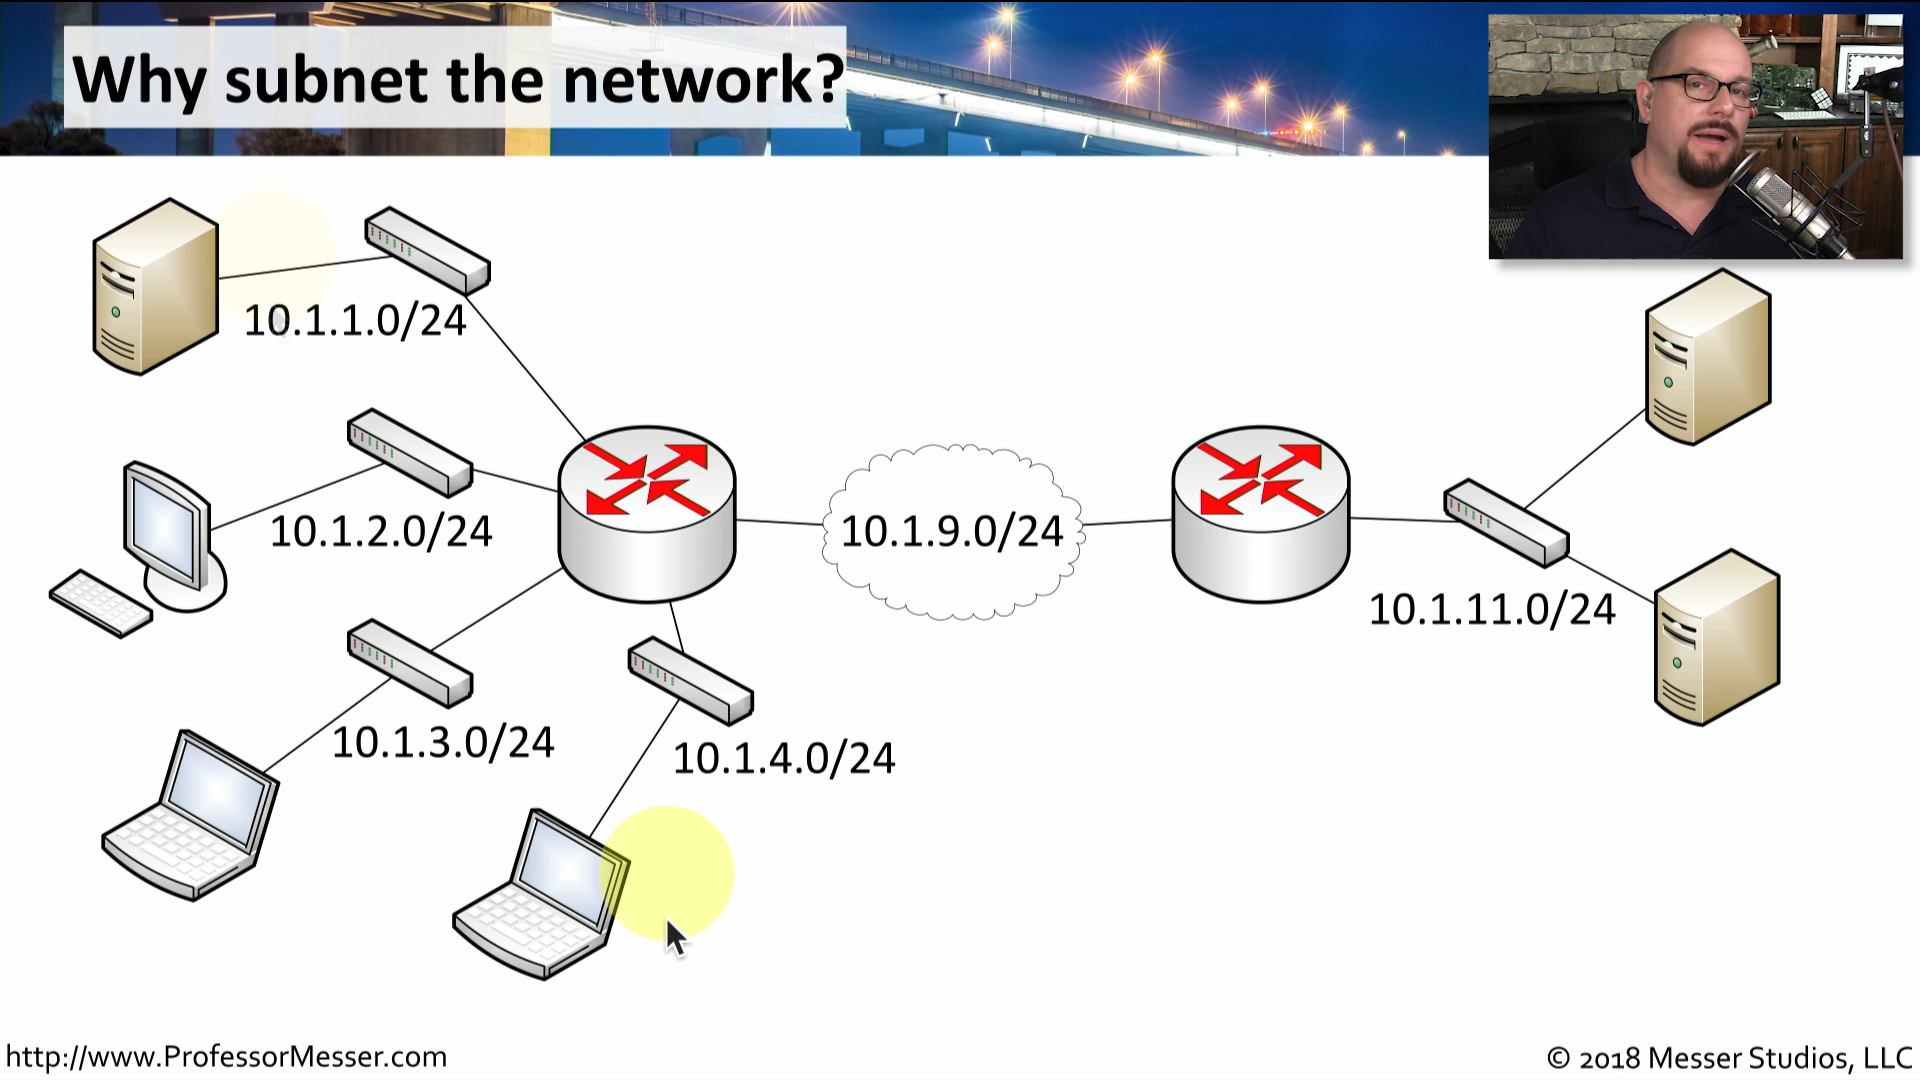 Why subnet the network?
10.1.1.0/24
10.1.2.0/24
10.1.9.0/24
10.1.11.0/24
10.1.3.0/24
10.1.4.0/24
http://www.ProfessorMesser.com
© 2018 Messer Studios, LLC